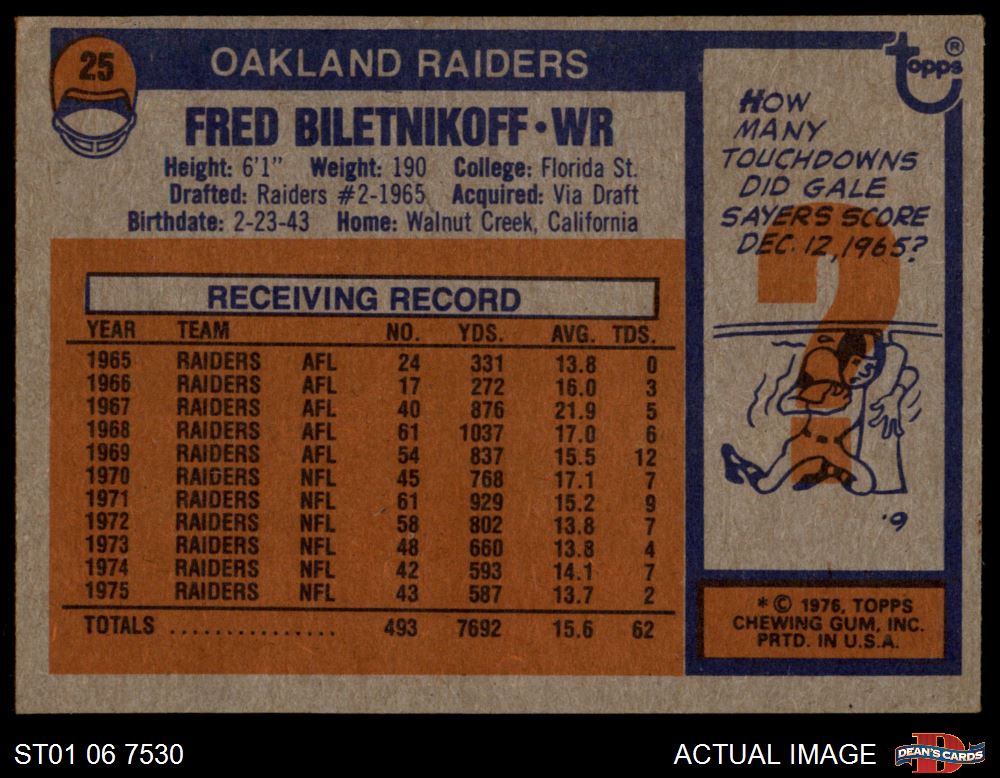 25
OAKLAND RAIDERS
FRED BILETNIKOFF • WR
Height: 6'1" Weight: 190 College: Florida St.
Drafted: Raiders #2-1965 Acquired: Via Draft
Birthdate: 2-23-43 Home: Walnut Creek, California
RECEIVING RECORD
YEAR TEAM NO. YDS. AVG. TDS.
1965 RAIDERS AFL 24 331 13.8 0
1966 RAIDERS AFL 17 272 16.0 3
1967 RAIDERS AFL 40 876 21.9 5
1968 RAIDERS AFL 61 1037 17.0 6
1969 RAIDERS AFL 54 837 15.5 12
1970 RAIDERS NFL 45 768 17.1 7
1971 RAIDERS NFL 61 929 15.2 9
1972 RAIDERS NFL 58 802 13.8 7
1973 RAIDERS NFL 48 660 13.8 4
1974 RAIDERS NFL 42 593 14.1 7
1975 RAIDERS NFL 43 587 13.7 2
TOTALS ............... 493 7692 15.6 62
topps ®
HOW
MANY
TOUCHDOWNS
DID GALE
SAYERS SCORE
DEC. 12, 1965?
?
6.
* © 1976, TOPPS
CHEWING GUM, INC.
PRTD. IN U.S.A.
ST01 06 7530
ACTUAL IMAGE
D
DEAN'S CARDS